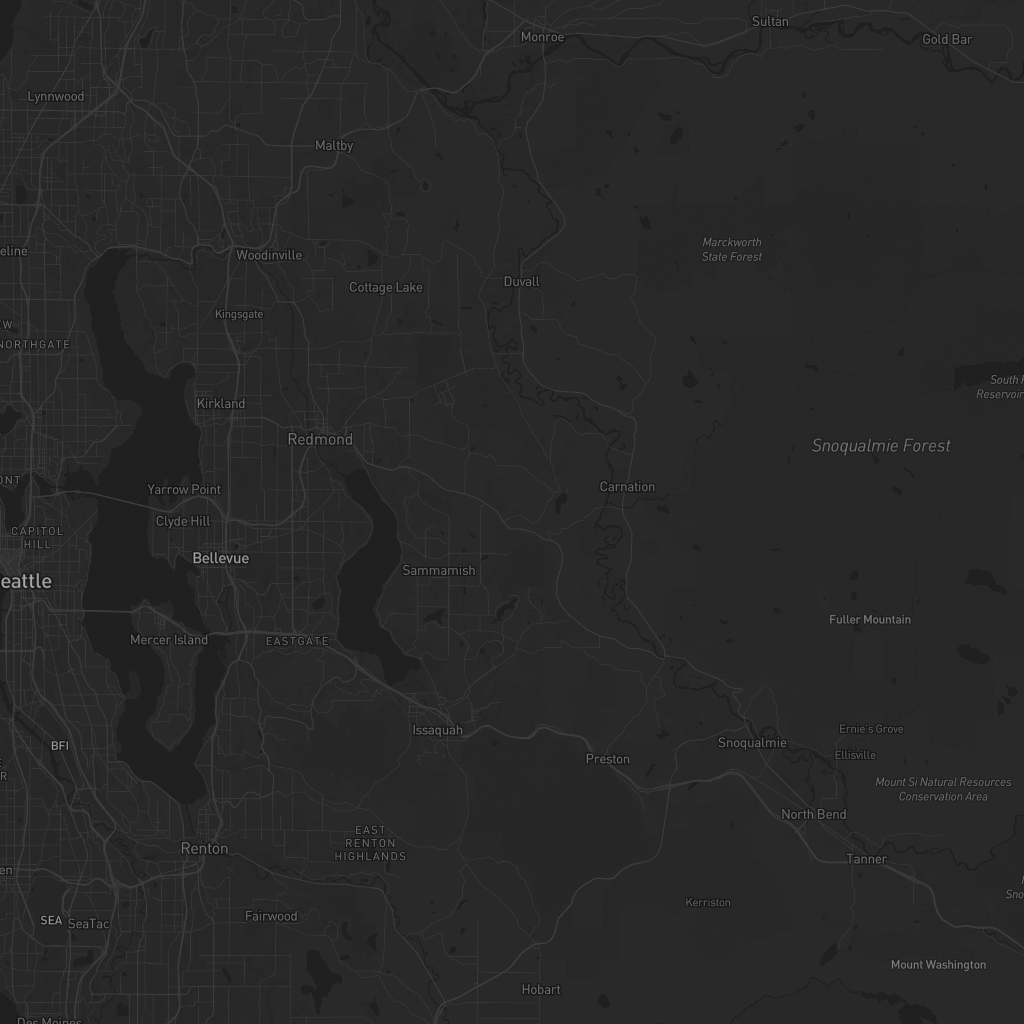 Sultan
Monroe
Gold Bar
Lynnwood
Maltby
Marckworth
State Forest
eline
Woodinville
Duvall
Cottage Lake
Kingsgate
EW
NORTHGATE
South F
Reservoir
Kirkland
Redmond
Snoqualmie Forest
ONT
Yarrow Point
Carnation
Clyde Hill
CAPITOL
HILL
Bellevue
Sammamish
eattle
Fuller Mountain
Mercer Island
EASTGATE
Issaquah
Ernie's Grove
BFI
Snoqualmie
Ellisville
Preston
R
Mount Si Natural Resources
Conservation Area
North Bend
EAST
RENTON
HIGHLANDS
Renton
Tanner
en
Sno
Kerriston
SEA
SeaTac
Fairwood
Mount Washington
Hobart
Des Moines